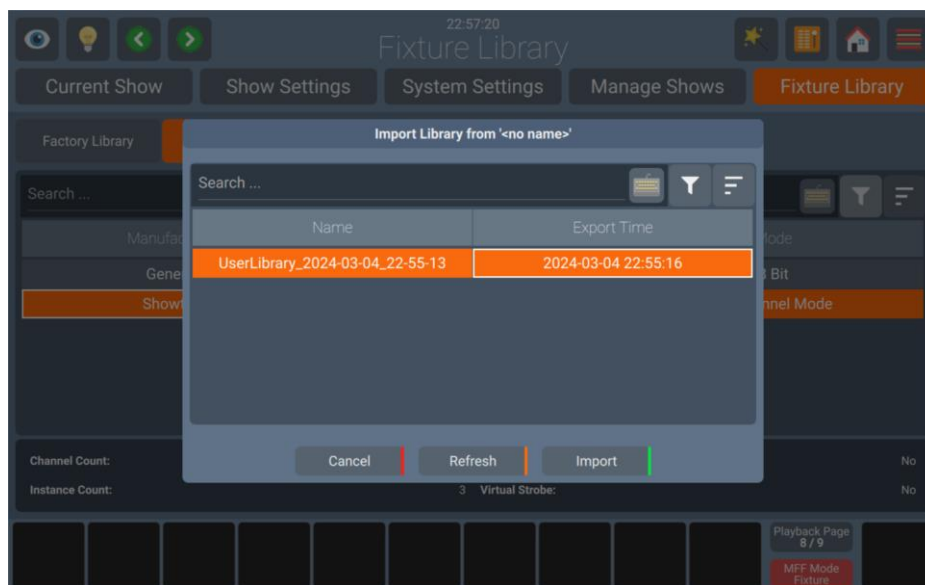 22:57:20
Fixture Library
Current Show
Show Settings
System Settings
Manage Shows
Fixture Library
Factory Library
Import Library from '<no name>'
Search ...
Search ...
Name
Export Time
UserLibrary_2024-03-04_22-55-13
2024-03-04 22:55:16
Bit
Cancel
Refresh
Import
Channel Count:
No
Instance Count:
3
Virtual Strobe:
No
Playback Page
8 / 9
MFF Mode
Fixture